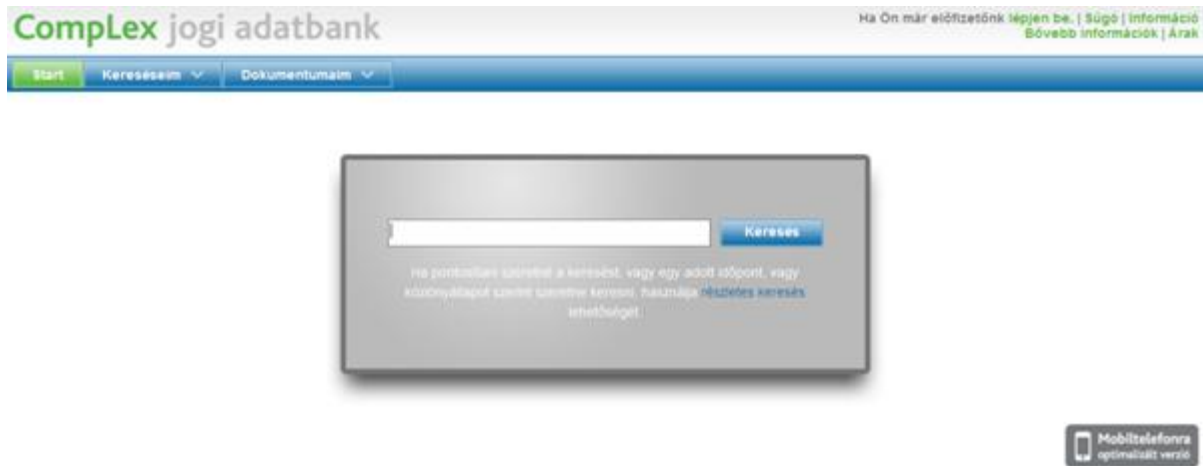 CompLex jogi adatbank
Ha Ön már előfizetőnk lépjen be. | Súgó | Információ
Bővebb információk | Árak
Start Kereséseim Dokumentumaim
Keresés
Ha pontosítani szeretné a keresést, vagy egy adott időpont, vagy
közlönyállapot szerint szeretne keresni, használja részletes keresés
lehetőségét
Mobiltelefonra
optimalizált verzió